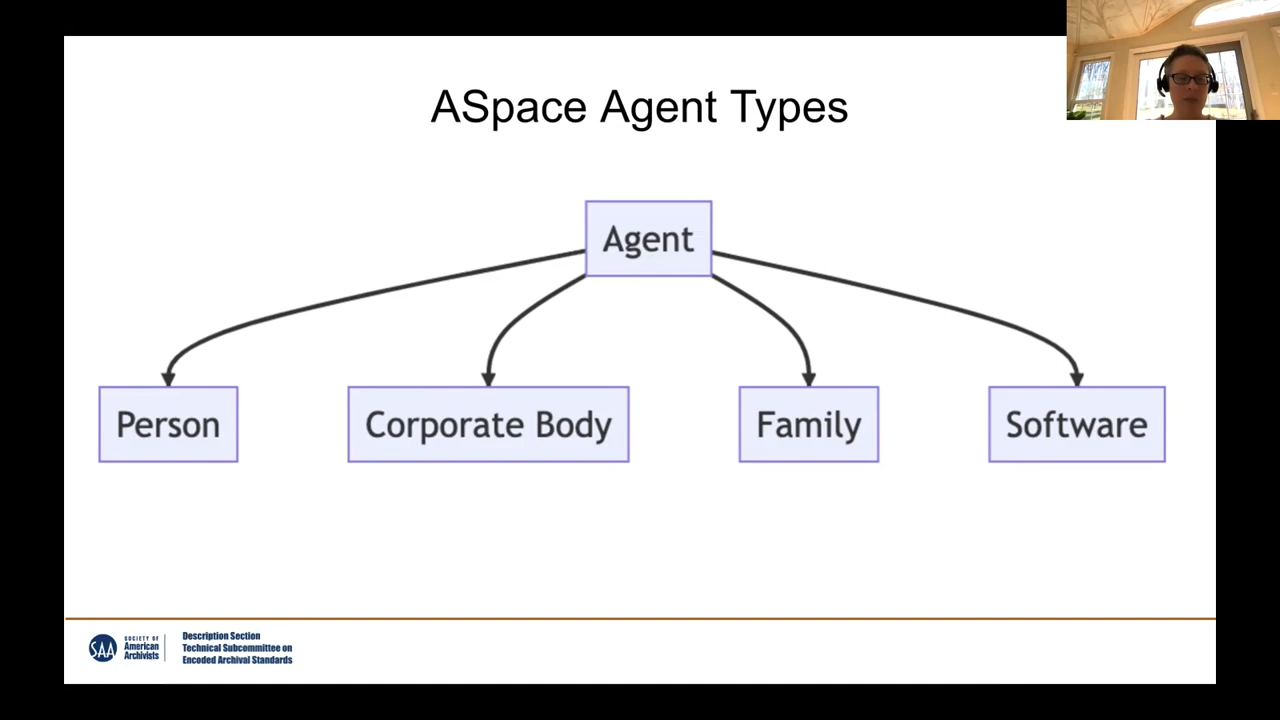 ASpace Agent Types
Agent
Person
Corporate Body
Family
Software
SAA
SOCIETY OF
American
Archivists
Description Section
Technical Subcommittee on
Encoded Archival Standards